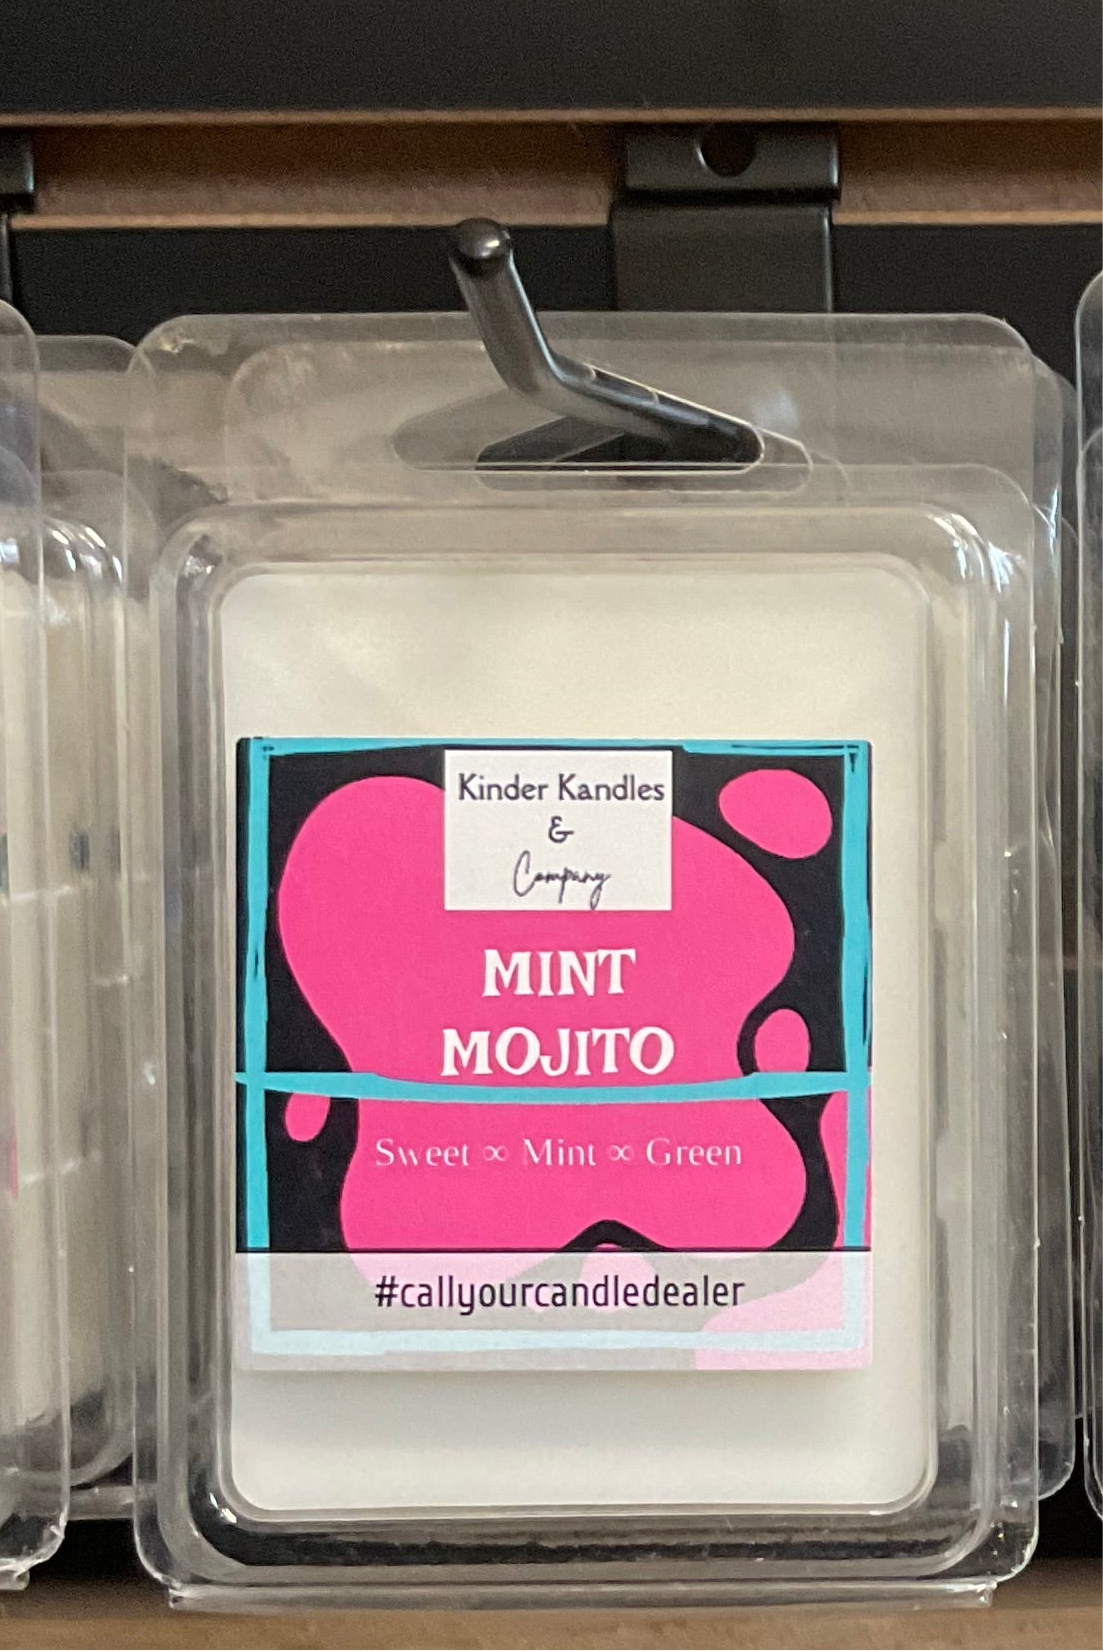 Kinder Kandles
&
Company
MINT
MOJITO
Sweet ∞ Mint ∞ Green
#callyourcandledealer